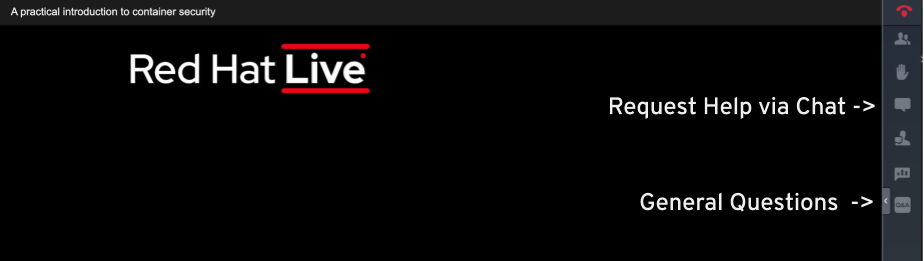 A practical introduction to container security
Red Hat Live
Request Help via Chat ->
General Questions ->
Q&A